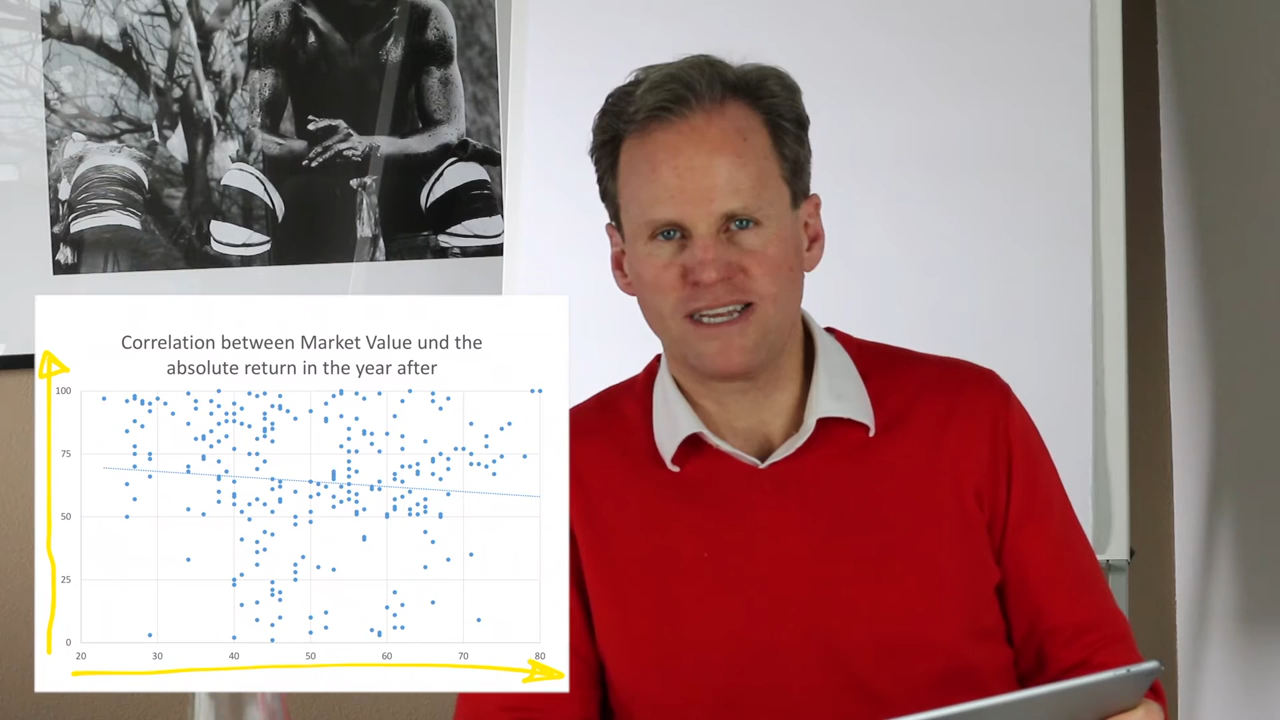 Correlation between Market Value und the
absolute return in the year after
100
75
50
25
0
20 30 40 50 60 70 80